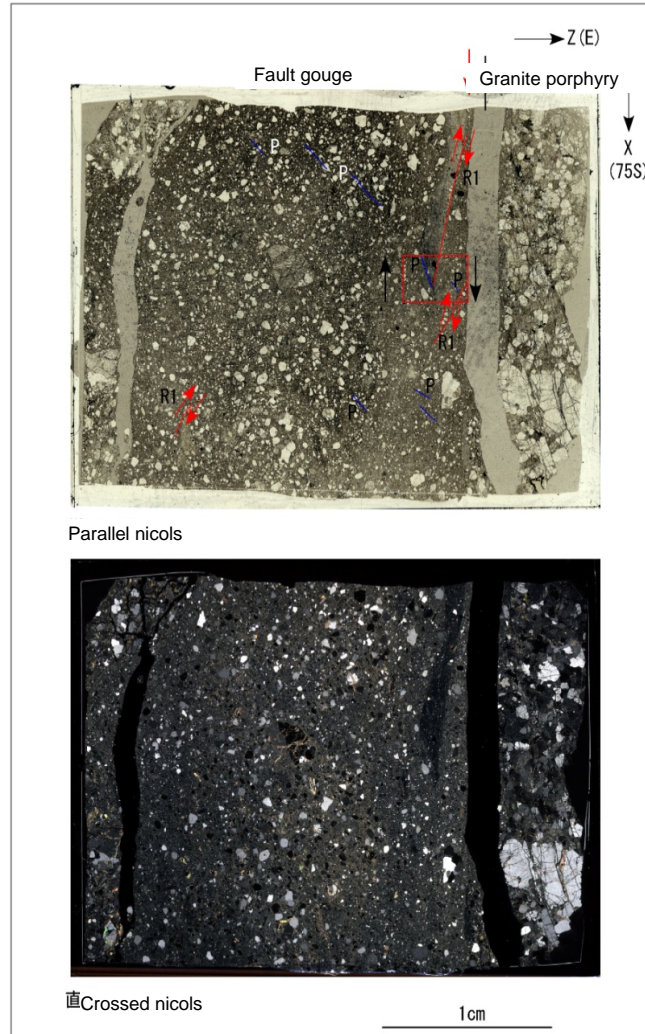 Z(E)
Fault gouge
Granite porphyry
X
(75S)
P
P
R1
P
P
R1
P
R1
P
Parallel nicols
直Crossed nicols
1cm